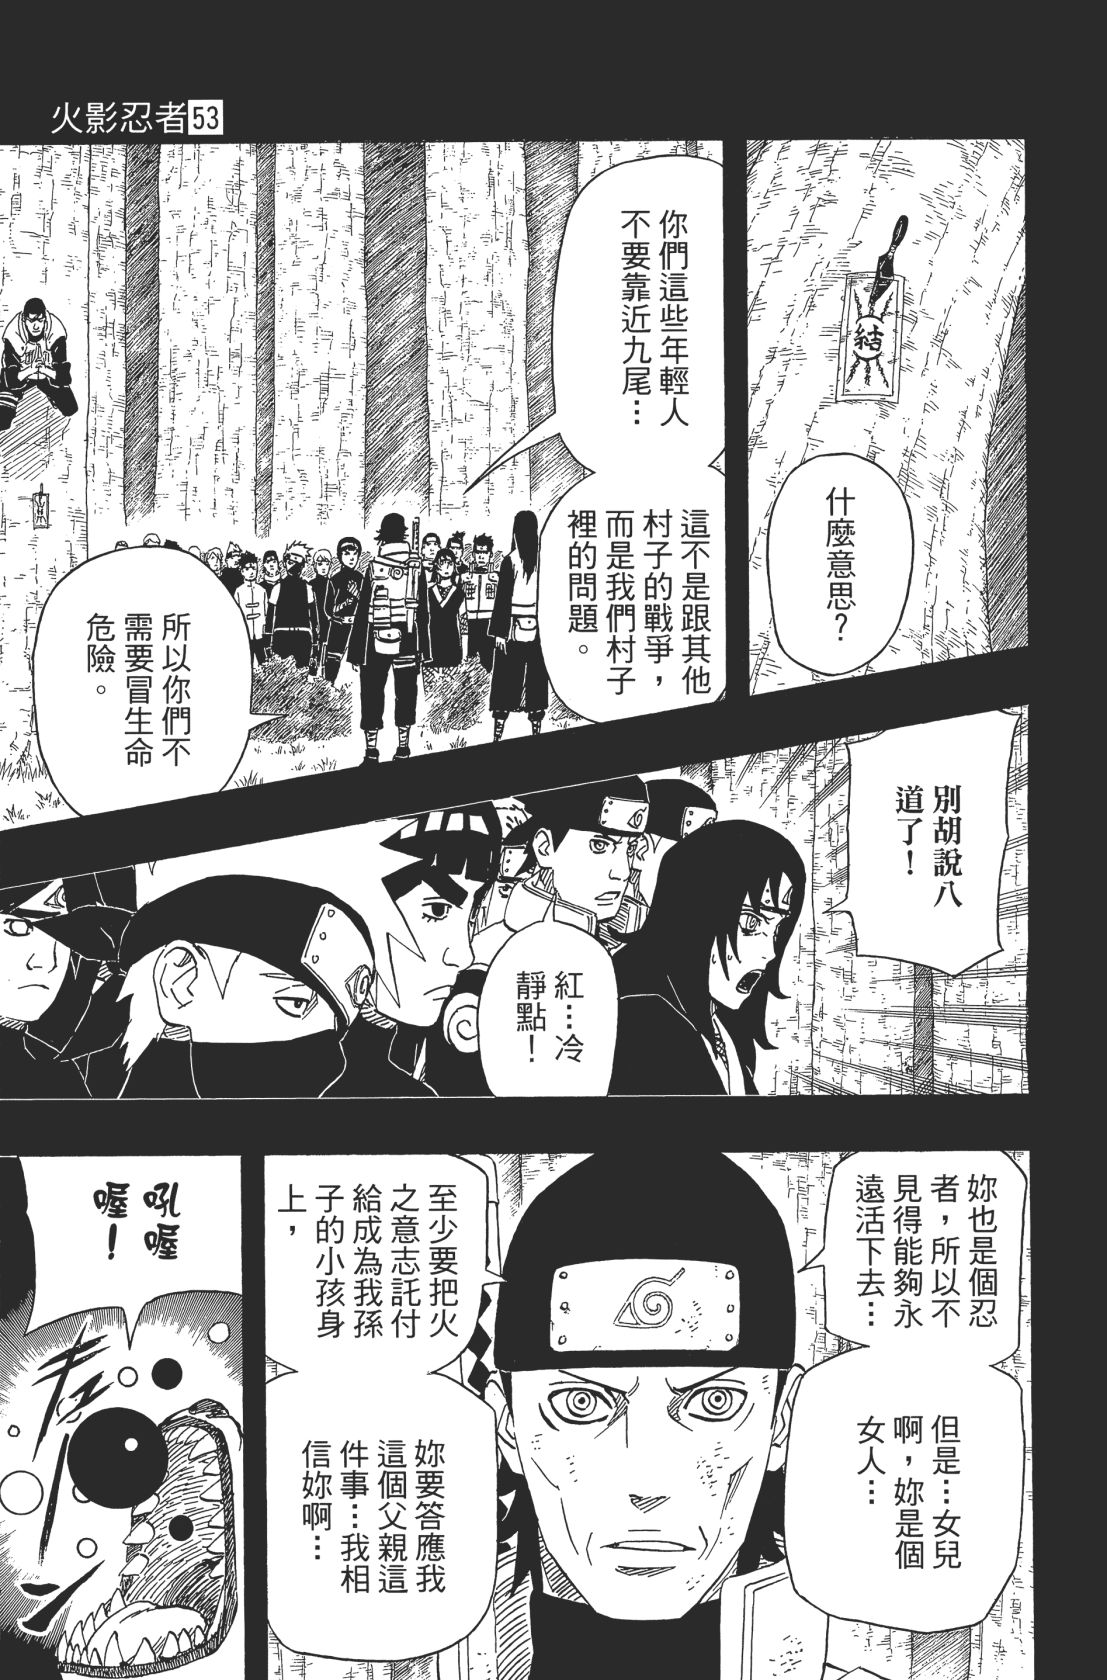 火影忍者53
結
什麼意思？
你們這些年輕人
不要靠近九尾…
這不是跟其他
村子的戰爭，
而是我們村子
裡的問題。
所以你們不
需要冒生命
危險。
別胡說八
道了！
紅…冷
靜點！
妳也是個忍
者，所以不
見得能夠永
遠活下去…
但是…女兒
啊，妳是個
女人…
至少要把火
之意志託付
給成為我孫
子的小孩身
上，
妳要答應我
這個父親這
件事…我相
信妳啊…
吼喔
喔！